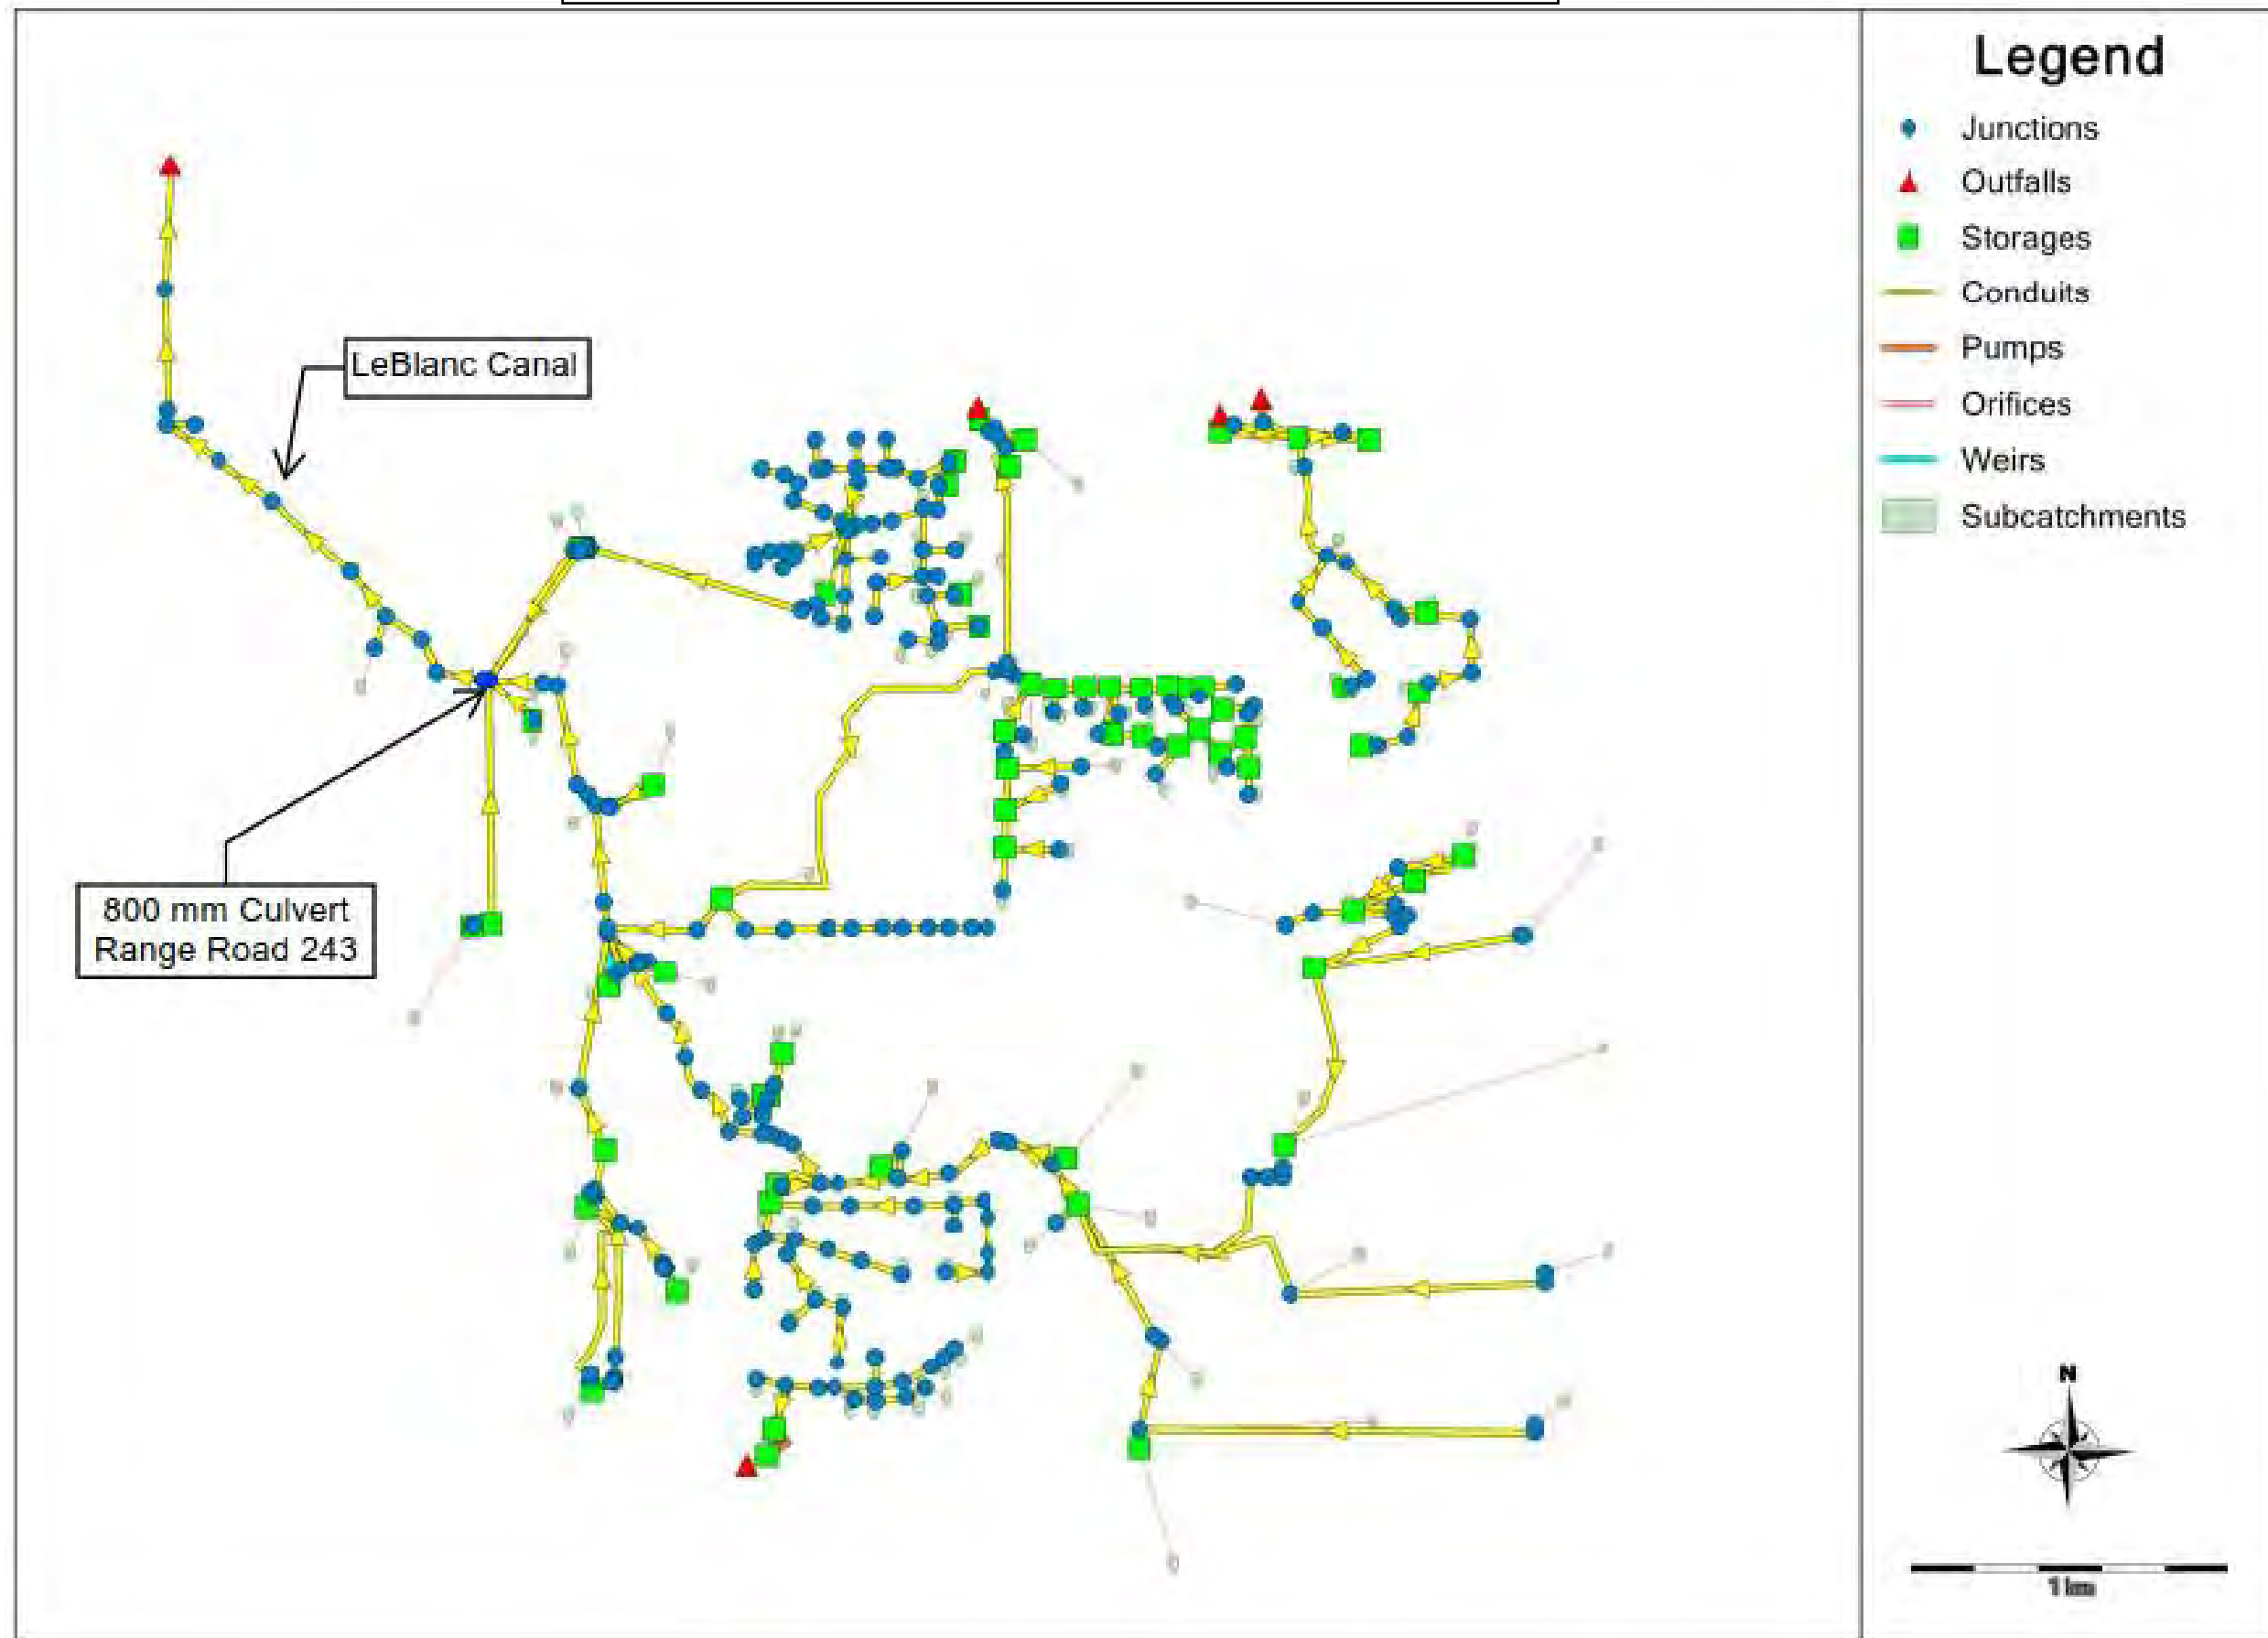 Legend
Junctions
Outfalls
Storages
Conduits
Pumps
Orifices
Weirs
Subcatchments
LeBlanc Canal
800 mm Culvert
Range Road 243
N
1 km